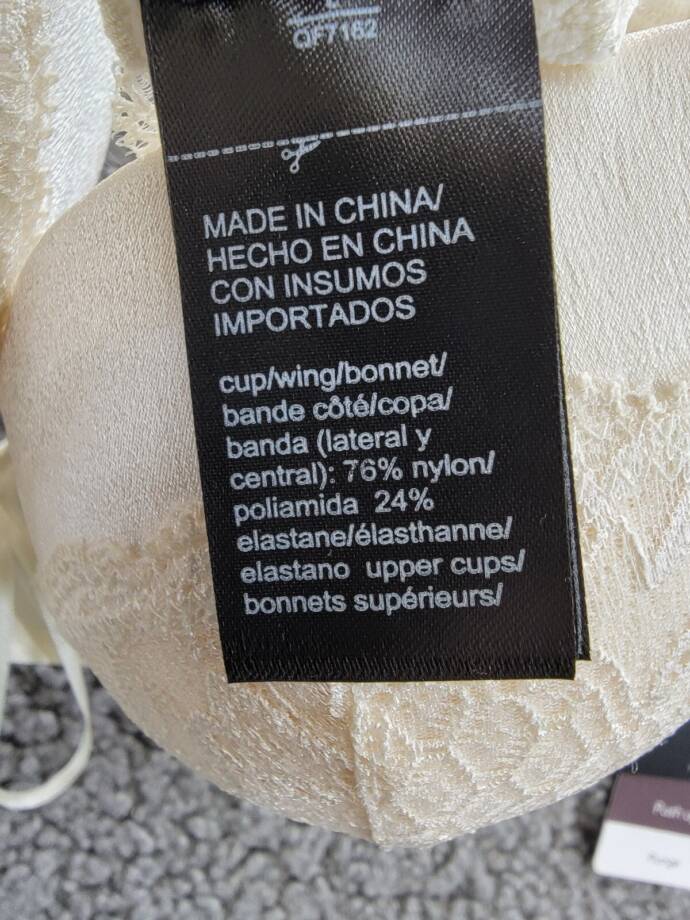 QF7162
MADE IN CHINA/
HECHO EN CHINA
CON INSUMOS
IMPORTADOS
cup/wing/bonnet/
bande côté/copa/
banda (lateral y
central): 76% nylon/
poliamida 24%
elastane/élasthanne/
elastano upper cups/
bonnets supérieurs/